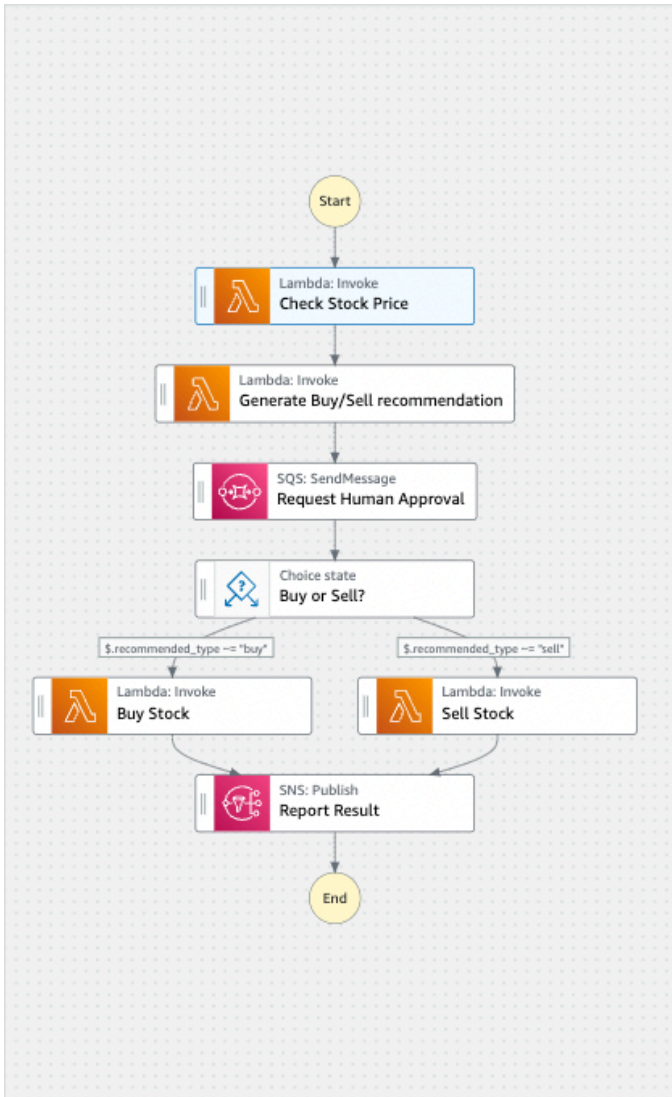 Start
Lambda: Invoke
Check Stock Price
Lambda: Invoke
Generate Buy/Sell recommendation
SQS: SendMessage
Request Human Approval
Choice state
Buy or Sell?
$.recommended_type ~= "buy"
$.recommended_type ~= "sell"
Lambda: Invoke
Buy Stock
Lambda: Invoke
Sell Stock
SNS: Publish
Report Result
End